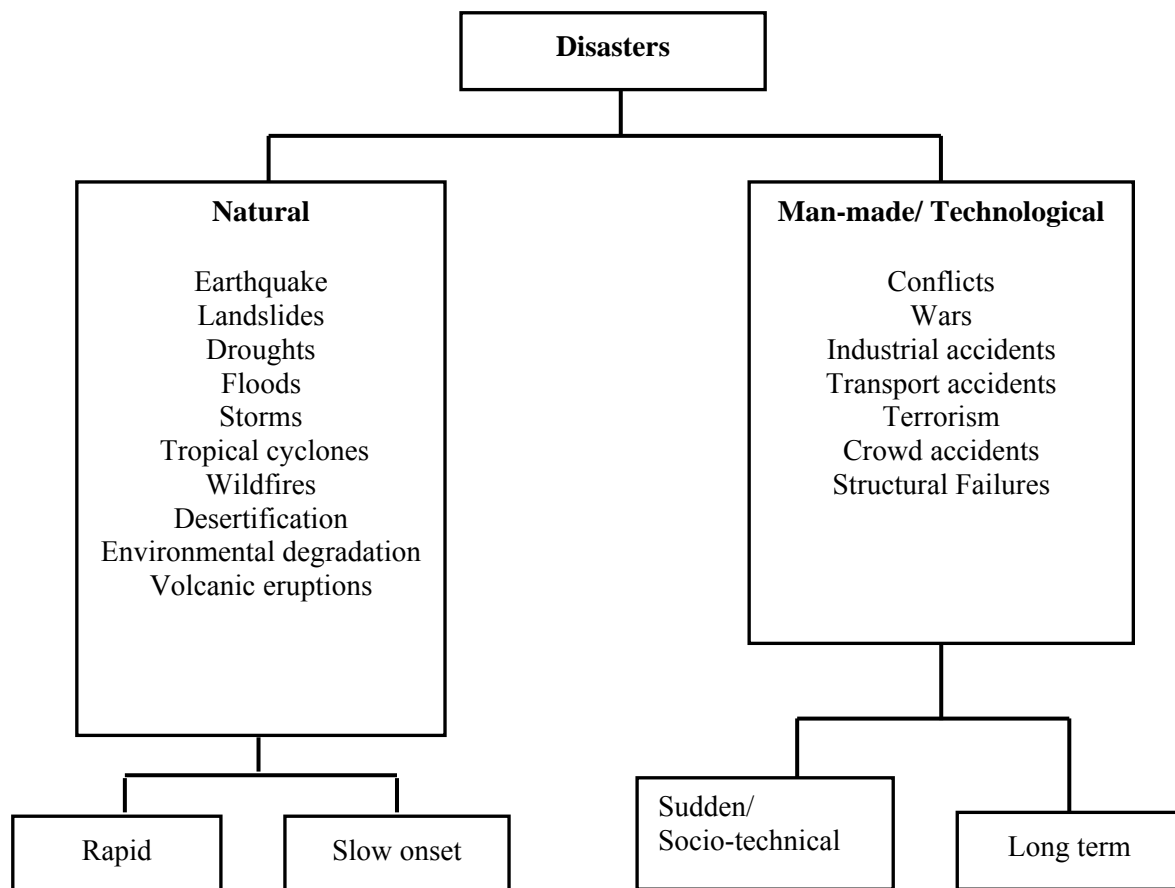 Disasters
Natural
Earthquake
Landslides
Droughts
Floods
Storms
Tropical cyclones
Wildfires
Desertification
Environmental degradation
Volcanic eruptions
Man-made/ Technological
Conflicts
Wars
Industrial accidents
Transport accidents
Terrorism
Crowd accidents
Structural Failures
Rapid
Slow onset
Sudden/
Socio-technical
Long term